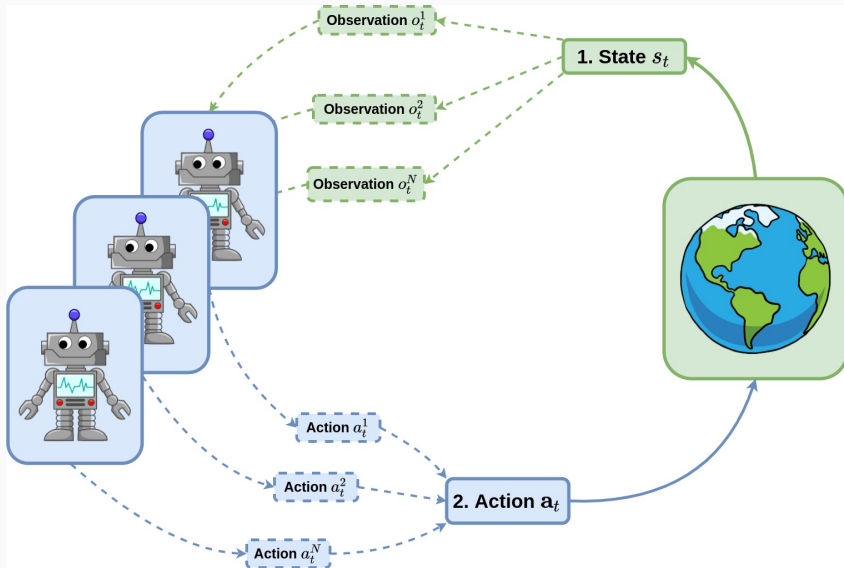 Observation $o_t^1$
1. State $s_t$
Observation $o_t^2$
Observation $o_t^N$
Action $a_t^1$
Action $a_t^2$
2. Action $\mathbf{a}_t$
Action $a_t^N$